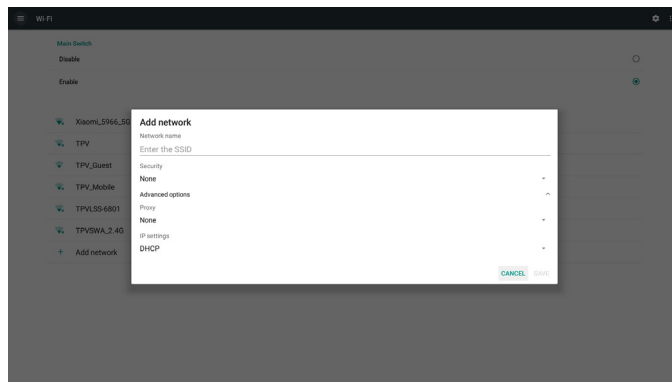 Wi-Fi
Main Switch
Disable
Enable
Xiaomi_5966_5G
TPV
TPV_Guest
TPV_Mobile
TPVLSS-6801
TPVSWA_2.4G
Add network
Add network
Network name
Enter the SSID
Security
None
Advanced options
Proxy
None
IP settings
DHCP
CANCEL SAVE